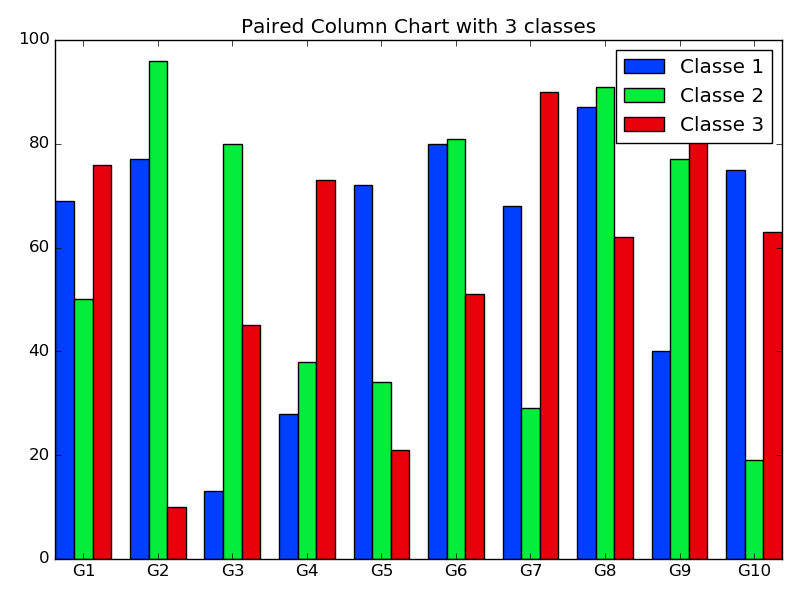 Paired Column Chart with 3 classes
100
80
60
40
20
0
Classe 1
Classe 2
Classe 3
G1 G2 G3 G4 G5 G6 G7 G8 G9 G10